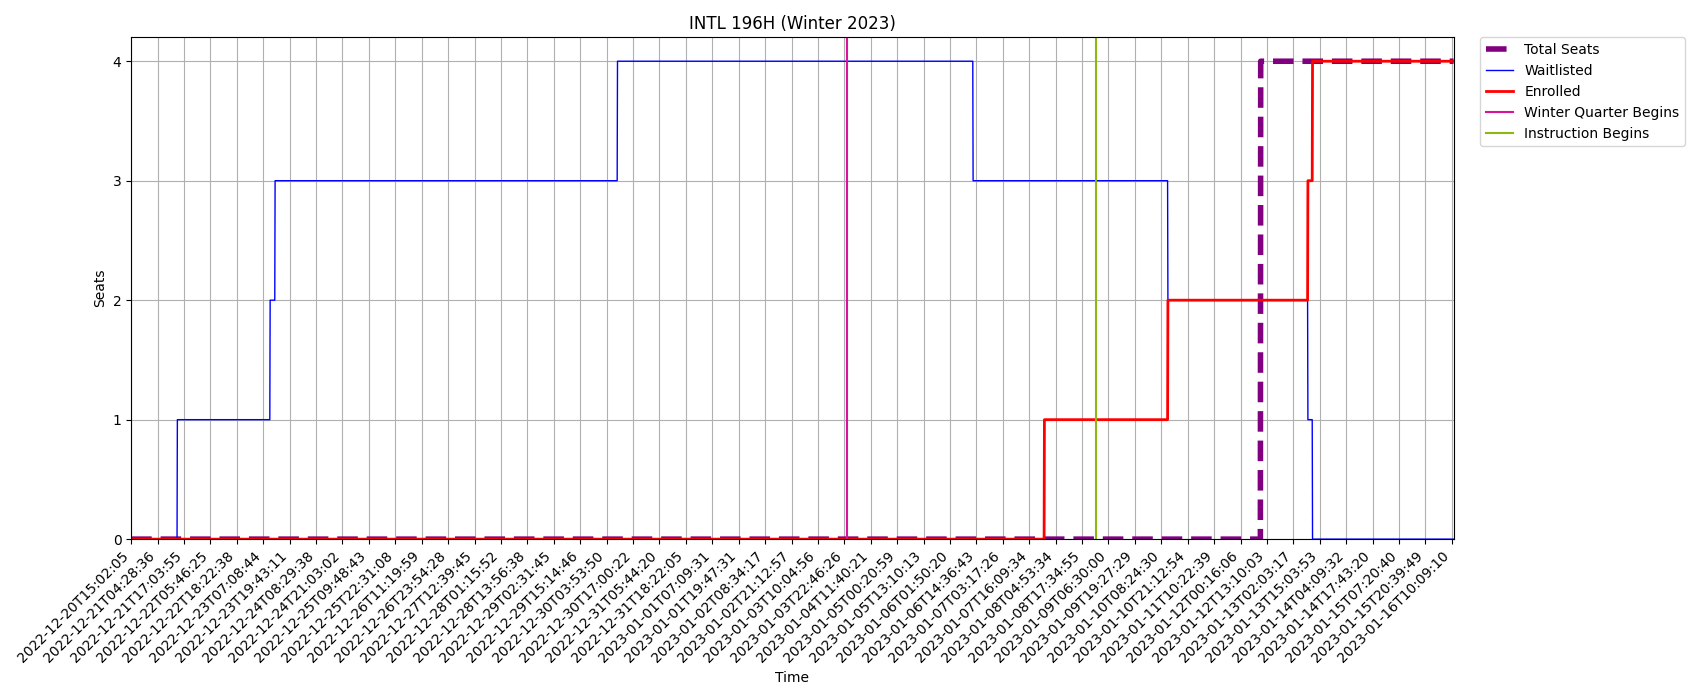 INTL 196H (Winter 2023)
Total Seats
Waitlisted
Enrolled
Winter Quarter Begins
Instruction Begins
Seats
4
3
2
1
0
2022-12-20T15:02:05
2022-12-21T04:28:36
2022-12-21T17:03:55
2022-12-22T05:46:25
2022-12-22T18:22:38
2022-12-23T07:08:44
2022-12-23T19:43:11
2022-12-24T08:29:38
2022-12-24T21:03:02
2022-12-25T09:48:43
2022-12-25T22:31:08
2022-12-26T11:19:59
2022-12-26T23:54:28
2022-12-27T12:39:45
2022-12-28T01:15:52
2022-12-28T13:56:38
2022-12-29T02:31:45
2022-12-29T15:14:46
2022-12-30T03:53:50
2022-12-30T17:00:22
2022-12-31T05:44:20
2022-12-31T18:22:05
2023-01-01T07:09:31
2023-01-01T19:47:31
2023-01-02T08:34:17
2023-01-02T21:12:57
2023-01-03T10:04:56
2023-01-03T22:46:26
2023-01-04T11:40:21
2023-01-05T00:20:59
2023-01-05T13:10:13
2023-01-06T01:50:20
2023-01-06T14:36:43
2023-01-07T03:17:26
2023-01-07T16:09:34
2023-01-08T04:53:34
2023-01-08T17:34:55
2023-01-09T06:30:00
2023-01-09T19:27:29
2023-01-10T08:24:30
2023-01-10T21:12:54
2023-01-11T10:22:39
2023-01-12T00:16:06
2023-01-12T13:10:03
2023-01-13T02:03:17
2023-01-13T15:03:53
2023-01-14T04:09:32
2023-01-14T17:43:20
2023-01-15T07:20:40
2023-01-15T20:39:49
2023-01-16T10:09:10
Time